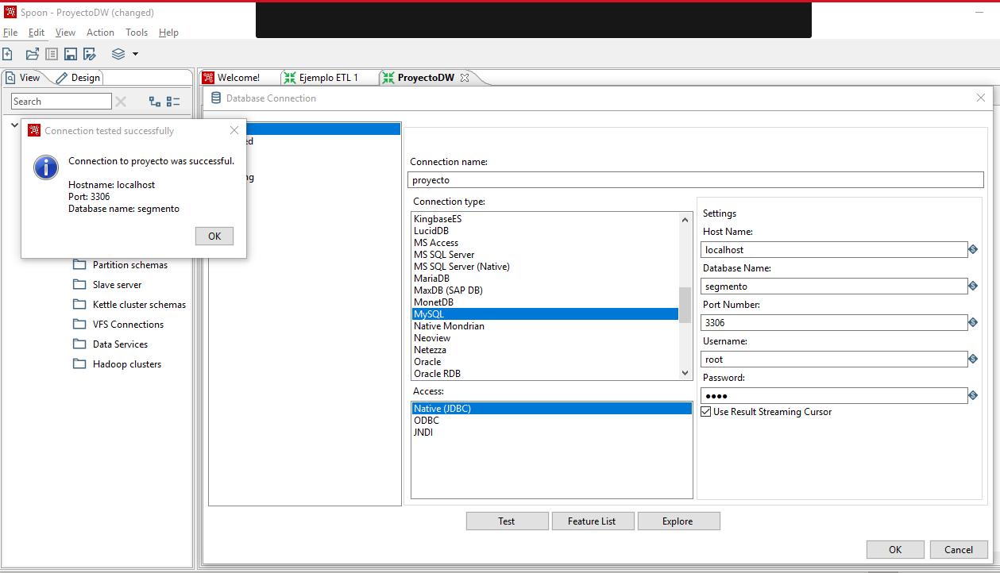 Spoon - ProyectoDW (changed)
File Edit View Action Tools Help
View Design
Welcome! Ejemplo ETL 1 ProyectoDW
Search
Database Connection
Connection tested successfully
Connection to proyecto was successful.
Hostname: localhost
Port: 3306
Database name: segmento
OK
Partition schemas
Slave server
Kettle cluster schemas
VFS Connections
Data Services
Hadoop clusters
Connection name:
proyecto
Connection type:
KingbaseES
LucidDB
MS Access
MS SQL Server
MS SQL Server (Native)
MariaDB
MaxDB (SAP DB)
MonetDB
MySQL
Native Mondrian
Neoview
Netezza
Oracle
Oracle RDB
Access:
Native (JDBC)
ODBC
JNDI
Settings
Host Name:
localhost
Database Name:
segmento
Port Number:
3306
Username:
root
Password:
●●●●
Use Result Streaming Cursor
Test Feature List Explore
OK Cancel